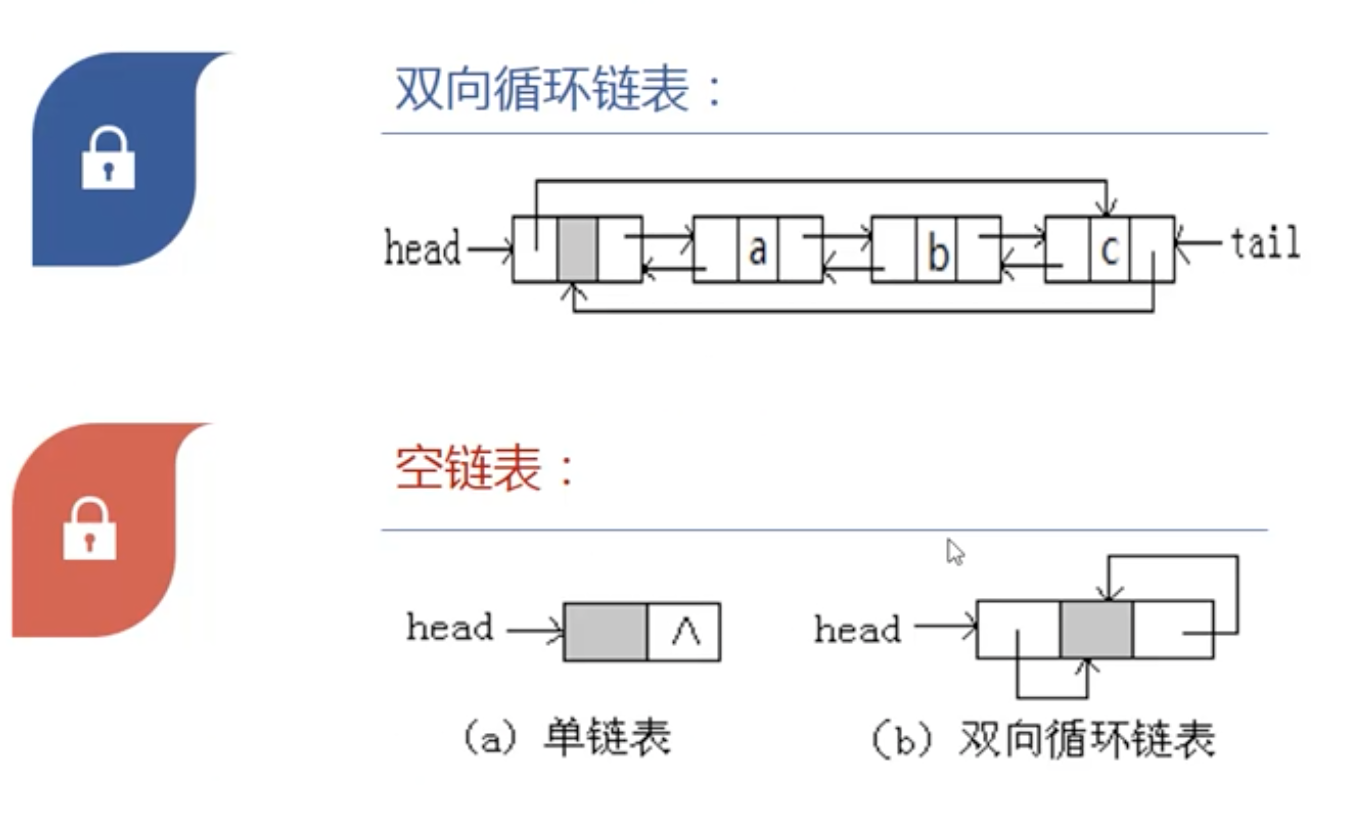 双向循环链表：
head a b c tail
空链表：
head ∧ head
(a) 单链表 (b) 双向循环链表